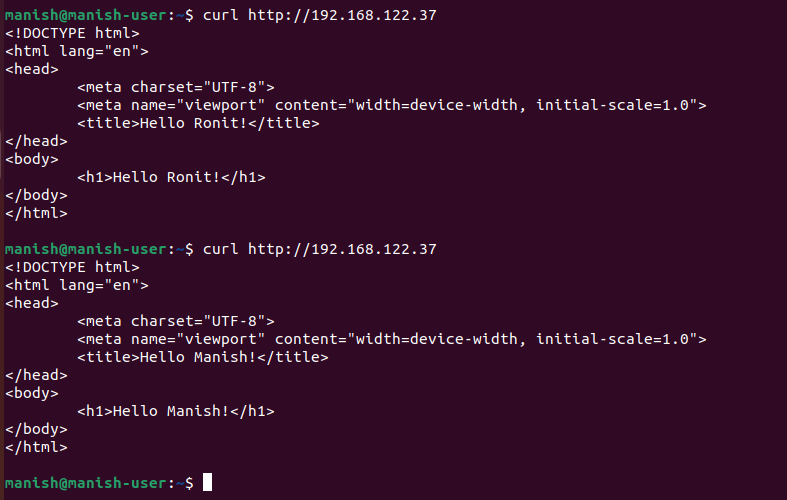 manish@manish-user:~$ curl http://192.168.122.37
<!DOCTYPE html>
<html lang="en">
<head>
        <meta charset="UTF-8">
        <meta name="viewport" content="width=device-width, initial-scale=1.0">
        <title>Hello Ronit!</title>
</head>
<body>
        <h1>Hello Ronit!</h1>
</body>
</html>

manish@manish-user:~$ curl http://192.168.122.37
<!DOCTYPE html>
<html lang="en">
<head>
        <meta charset="UTF-8">
        <meta name="viewport" content="width=device-width, initial-scale=1.0">
        <title>Hello Manish!</title>
</head>
<body>
        <h1>Hello Manish!</h1>
</body>
</html>

manish@manish-user:~$